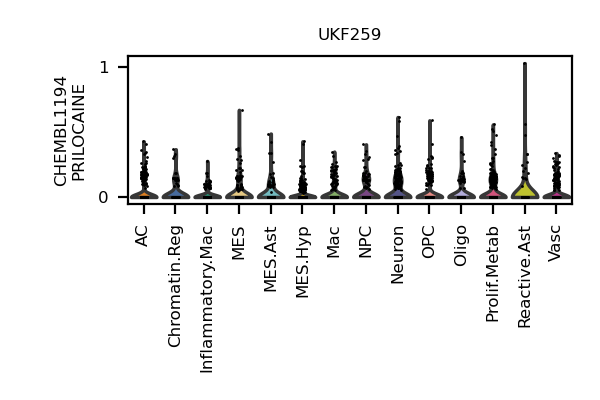 UKF259
CHEMBL1194
PRILOCAINE
1
0
AC
Chromatin.Reg
Inflammatory.Mac
MES
MES.Ast
MES.Hyp
Mac
NPC
Neuron
OPC
Oligo
Prolif.Metab
Reactive.Ast
Vasc